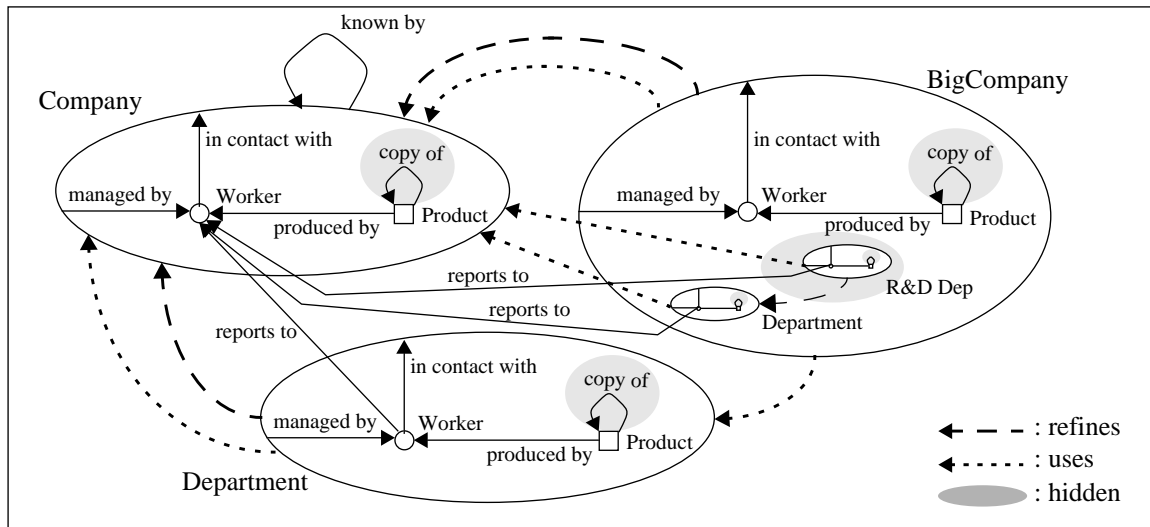 known by
Company
BigCompany
in contact with
copy of
managed by
Worker
produced by
Product
in contact with
copy of
managed by
Worker
produced by
Product
reports to
R&D Dep
reports to
Department
reports to
in contact with
copy of
managed by
Worker
produced by
Product
Department
: refines
: uses
: hidden